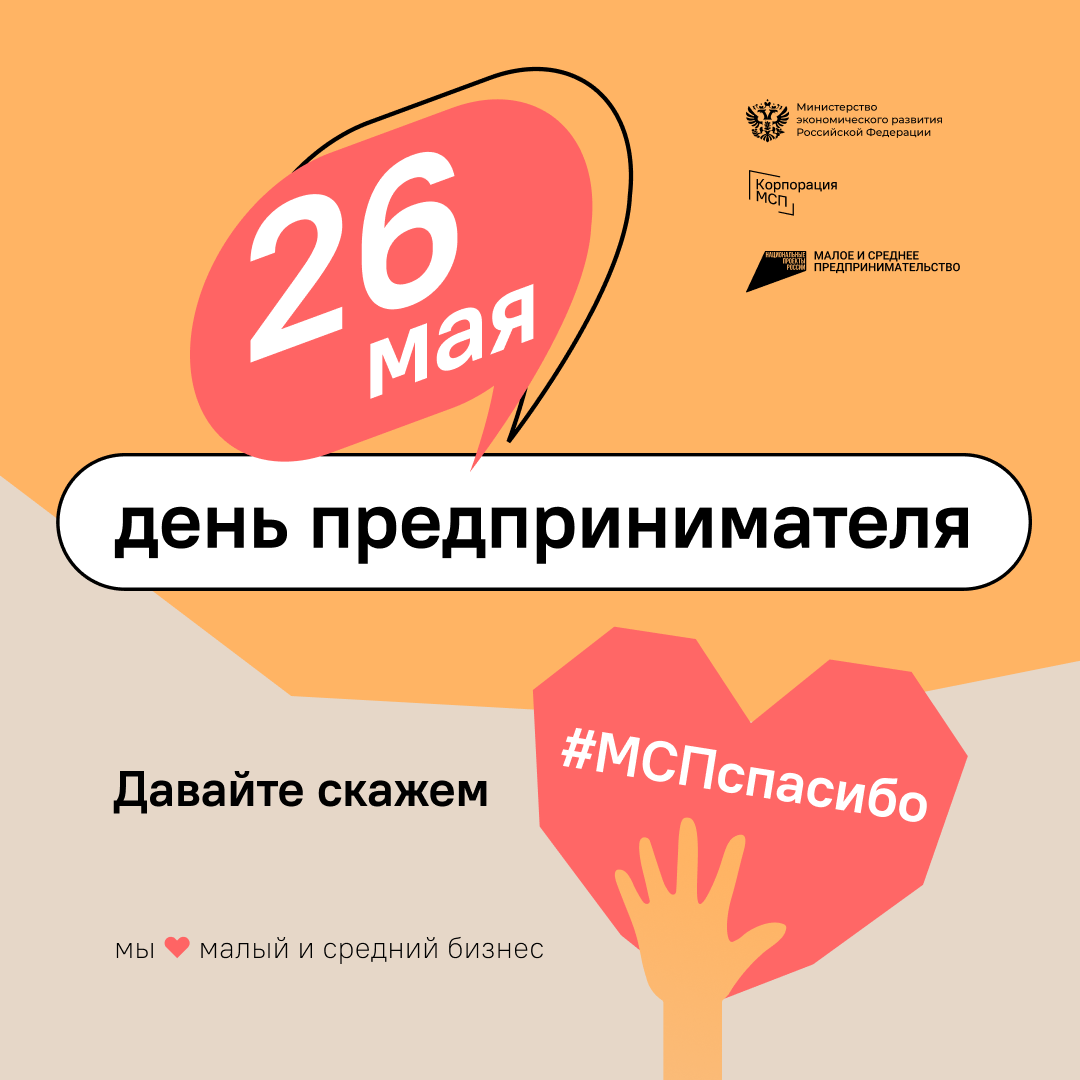 26
мая
Министерство
экономического развития
Российской Федерации
Корпорация
МСП
НАЦИОНАЛЬНЫЕ
ПРОЕКТЫ
РОССИИ
МАЛОЕ И СРЕДНЕЕ
ПРЕДПРИНИМАТЕЛЬСТВО
день предпринимателя
Давайте скажем
#МСПспасибо
мы ❤ малый и средний бизнес